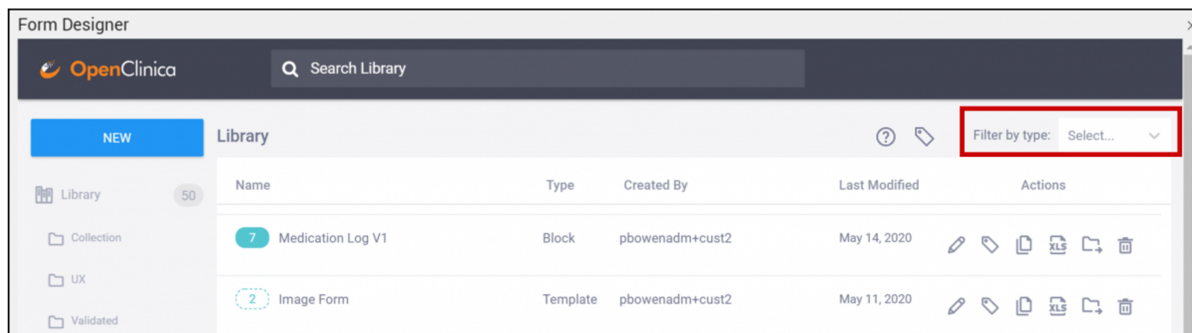 Form Designer
OpenClinica
Search Library
NEW
Library
Filter by type: Select...
Library 50
Name Type Created By Last Modified Actions
Collection
7 Medication Log V1 Block pbowenadm+cust2 May 14, 2020 XLS
UX
2 Image Form Template pbowenadm+cust2 May 11, 2020 XLS
Validated